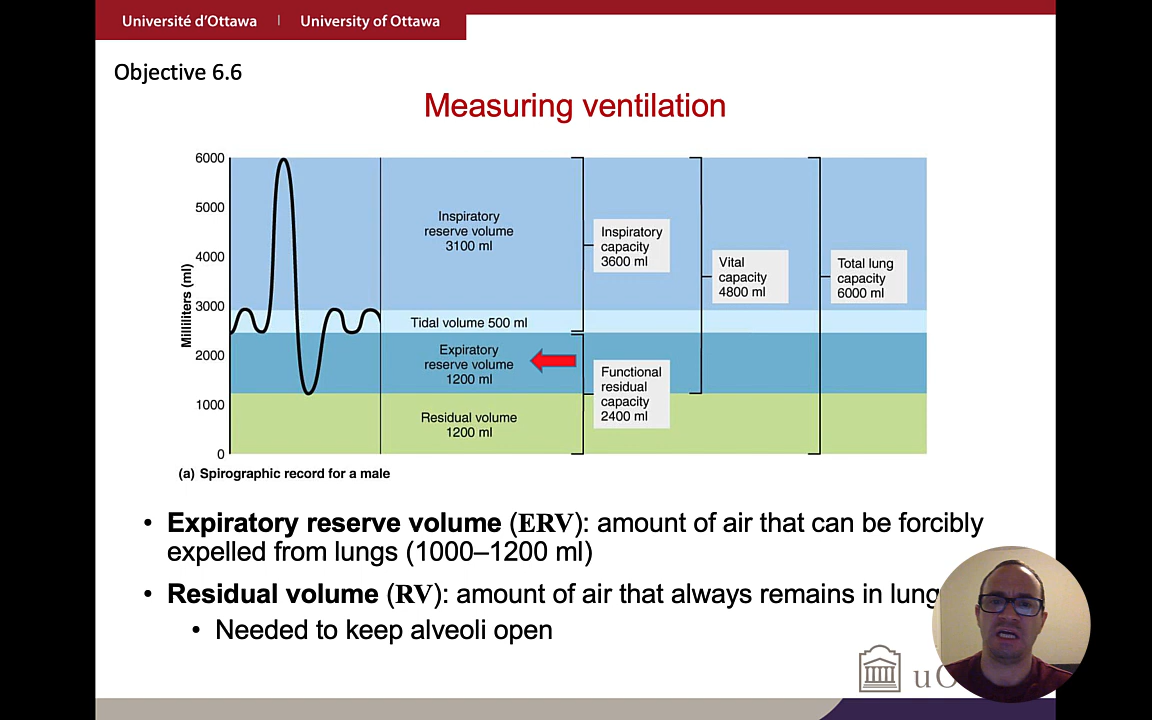 Université d'Ottawa | University of Ottawa
Objective 6.6
Measuring ventilation
Milliliters (ml)
6000
5000
4000
3000
2000
1000
0
Inspiratory
reserve volume
3100 ml
Tidal volume 500 ml
Expiratory
reserve volume
1200 ml
Residual volume
1200 ml
Inspiratory
capacity
3600 ml
Functional
residual
capacity
2400 ml
Vital
capacity
4800 ml
Total lung
capacity
6000 ml
(a) Spirographic record for a male
• Expiratory reserve volume (ERV): amount of air that can be forcibly
expelled from lungs (1000–1200 ml)
• Residual volume (RV): amount of air that always remains in lung
• Needed to keep alveoli open